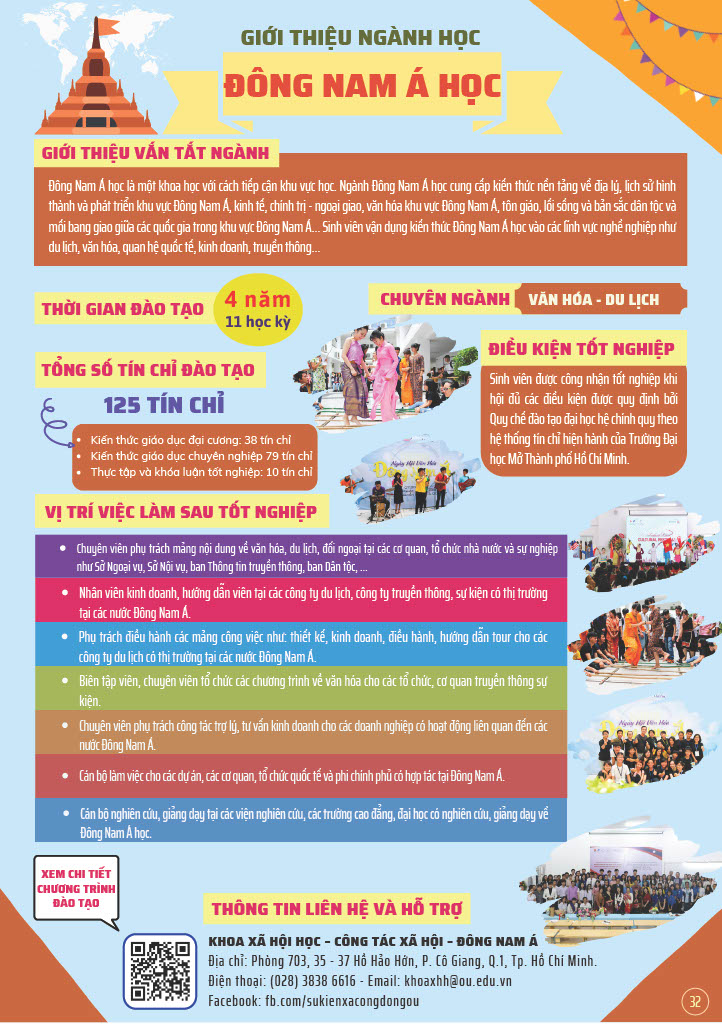 GIỚI THIỆU NGÀNH HỌC
ĐÔNG NAM Á HỌC
GIỚI THIỆU VẮN TẮT NGÀNH
Đông Nam Á học là một khoa học với cách tiếp cận khu vực học. Ngành Đông Nam Á học cung cấp kiến thức nền tảng về địa lý, lịch sử hình
thành và phát triển khu vực Đông Nam Á, kinh tế, chính trị - ngoại giao, văn hóa khu vực Đông Nam Á, tôn giáo, lối sống và bản sắc dân tộc và
mối bang giao giữa các quốc gia trong khu vực Đông Nam Á... Sinh viên vận dụng kiến thức Đông Nam Á học vào các lĩnh vực nghề nghiệp như
du lịch, văn hóa, quan hệ quốc tế, kinh doanh, truyền thông...
THỜI GIAN ĐÀO TẠO
4 năm
11 học kỳ
CHUYÊN NGÀNH
VĂN HÓA - DU LỊCH
TỔNG SỐ TÍN CHỈ ĐÀO TẠO
125 TÍN CHỈ
• Kiến thức giáo dục đại cương: 38 tín chỉ
• Kiến thức giáo dục chuyên nghiệp 79 tín chỉ
• Thực tập và khóa luận tốt nghiệp: 10 tín chỉ
ĐIỀU KIỆN TỐT NGHIỆP
Sinh viên được công nhận tốt nghiệp khi
hội đủ các điều kiện được quy định bởi
Quy chế đào tạo đại học hệ chính quy theo
hệ thống tín chỉ hiện hành của Trường Đại
học Mở Thành phố Hồ Chí Minh.
Ngày Hội Văn Hóa
VỊ TRÍ VIỆC LÀM SAU TỐT NGHIỆP
• Chuyên viên phụ trách mảng nội dung về văn hóa, du lịch, đối ngoại tại các cơ quan, tổ chức nhà nước và sự nghiệp
như Sở Ngoại vụ, Sở Nội vụ, ban Thông tin truyền thông, ban Dân tộc, ...
• Nhân viên kinh doanh, hướng dẫn viên tại các công ty du lịch, công ty truyền thông, sự kiện có thị trường
tại các nước Đông Nam Á.
• Phụ trách điều hành các mảng công việc như: thiết kế, kinh doanh, điều hành, hướng dẫn tour cho các
công ty du lịch có thị trường tại các nước Đông Nam Á.
• Biên tập viên, chuyên viên tổ chức các chương trình về văn hóa cho các tổ chức, cơ quan truyền thông sự
kiện.
• Chuyên viên phụ trách công tác trợ lý, tư vấn kinh doanh cho các doanh nghiệp có hoạt động liên quan đến các
nước Đông Nam Á.
• Cán bộ làm việc cho các dự án, các cơ quan, tổ chức quốc tế và phi chính phủ có hợp tác tại Đông Nam Á.
• Cán bộ nghiên cứu, giảng dạy tại các viện nghiên cứu, các trường cao đẳng, đại học có nghiên cứu, giảng dạy về
Đông Nam Á học.
Ngày Hội Văn Hóa
XEM CHI TIẾT
CHƯƠNG TRÌNH
ĐÀO TẠO
THÔNG TIN LIÊN HỆ VÀ HỖ TRỢ
KHOA XÃ HỘI HỌC – CÔNG TÁC XÃ HỘI – ĐÔNG NAM Á
Địa chỉ: Phòng 703, 35 - 37 Hồ Hảo Hớn, P. Cô Giang, Q.1, Tp. Hồ Chí Minh.
Điện thoại: (028) 3838 6616 - Email: khoaxhh@ou.edu.vn
Facebook: fb.com/sukienxacongdongou
32